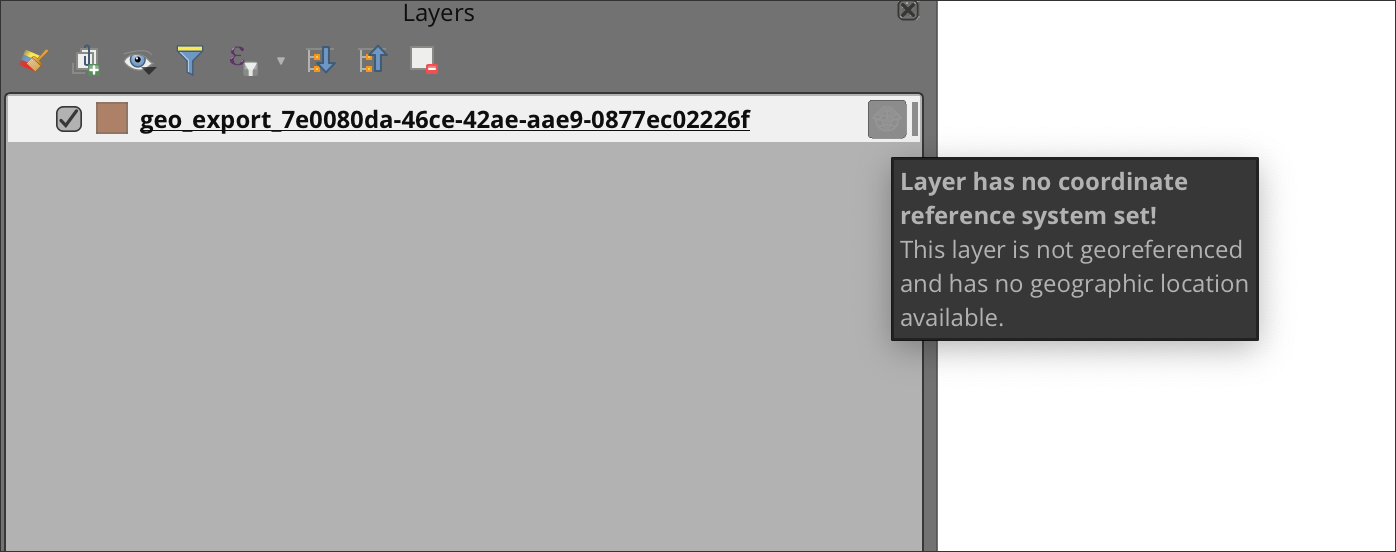 Layers
geo_export_7e0080da-46ce-42ae-aae9-0877ec02226f
Layer has no coordinate
reference system set!
This layer is not georeferenced
and has no geographic location
available.